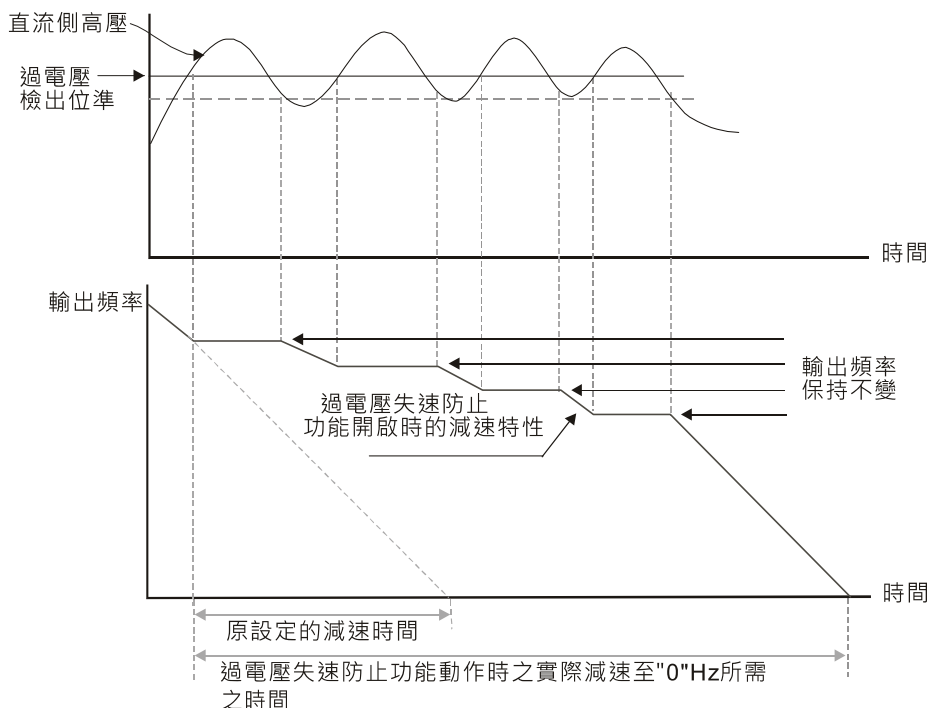 直流側高壓
過電壓
檢出位準
時間
輸出頻率
輸出頻率
保持不變
過電壓失速防止
功能開啟時的減速特性
時間
原設定的減速時間
過電壓失速防止功能動作時之實際減速至"0"Hz所需
之時間